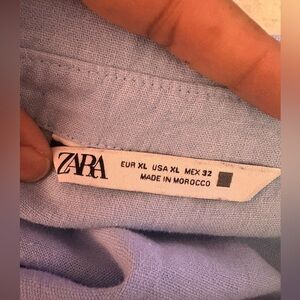 ZARA
EUR XL USA XL MEX 32
MADE IN MOROCCO